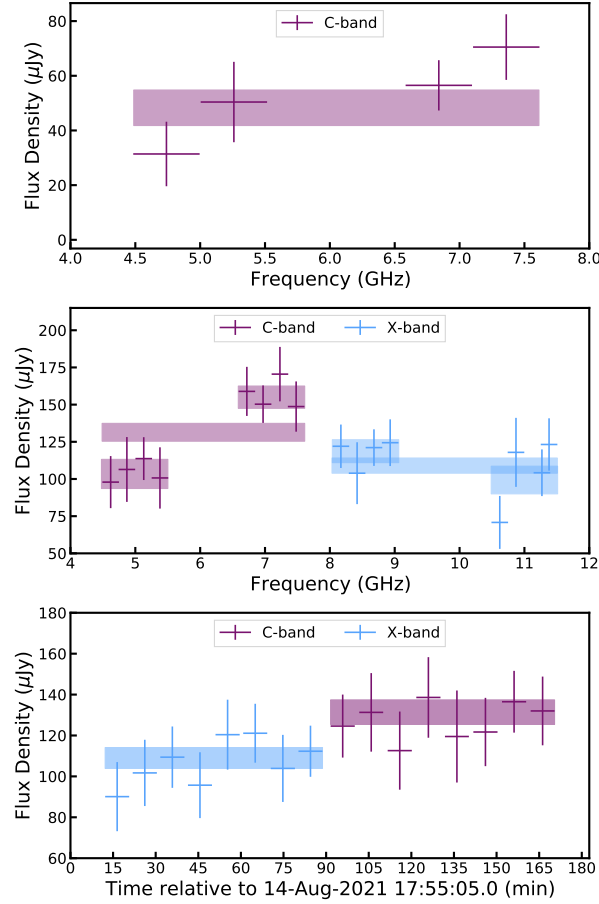 80
60
40
20
0
Flux Density (μJy)
C-band
4.0 4.5 5.0 5.5 6.0 6.5 7.0 7.5 8.0
Frequency (GHz)
200
175
150
125
100
75
50
Flux Density (μJy)
C-band X-band
4 5 6 7 8 9 10 11 12
Frequency (GHz)
180
160
140
120
100
80
60
Flux Density (μJy)
C-band X-band
0 15 30 45 60 75 90 105 120 135 150 165 180
Time relative to 14-Aug-2021 17:55:05.0 (min)